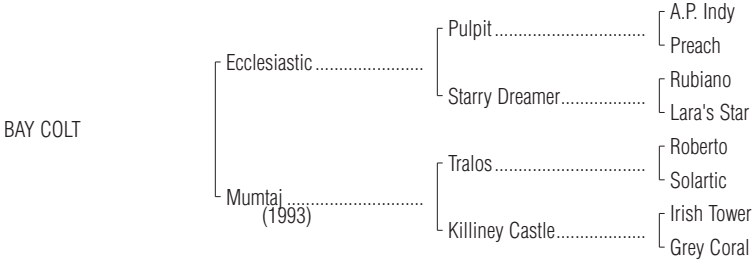 A.P. Indy
Pulpit
Preach
Ecclesiastic
Rubiano
Starry Dreamer
Lara's Star
BAY COLT
Roberto
Tralos
Solartic
Mumtaj
(1993)
Irish Tower
Killiney Castle
Grey Coral